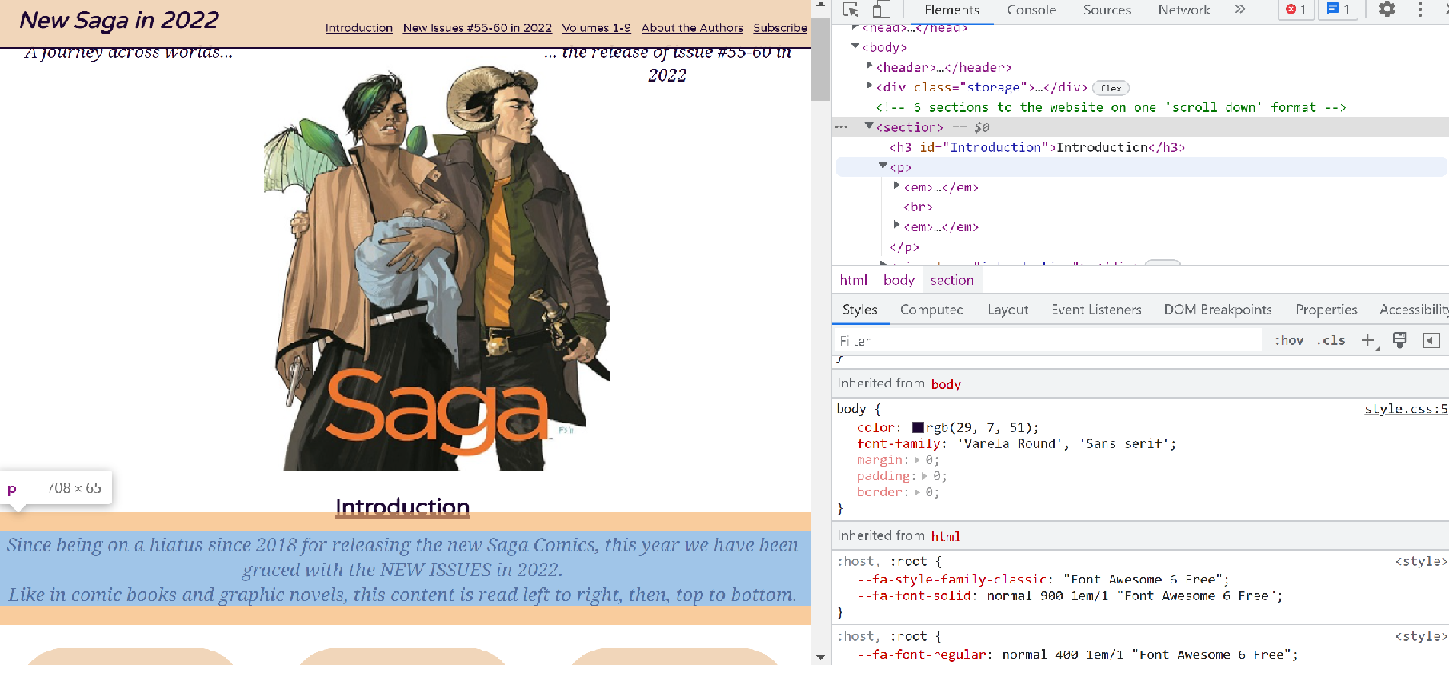 New Saga in 2022
Introduction New Issues #55-60 in 2022 Volumes 1-9 About the Authors Subscribe
A journey across worlds...
... the release of issue #55-60 in
2022
Saga
p 708 × 65
Introduction
Since being on a hiatus since 2018 for releasing the new Saga Comics, this year we have been
graced with the NEW ISSUES in 2022.
Like in comic books and graphic novels, this content is read left to right, then, top to bottom.
Elements Console Sources Network » 1 1
<head>…</head>
<body>
<header>…</header>
<div class="storage">…</div> flex
<!-- 6 sections to the website on one 'scroll down' format -->
<section> == $0
<h3 id="Introduction">Introduction</h3>
<p>
<em>…</em>
<br>
<em>…</em>
</p>
html body section
Styles Computed Layout Event Listeners DOM Breakpoints Properties Accessibility
Filter :hov .cls
}
Inherited from body
body { style.css:5
color: rgb(29, 7, 51);
font-family: 'Varela Round', 'Sans serif';
margin: 0;
padding: 0;
border: 0;
}
Inherited from html
:host, :root { <style>
--fa-style-family-classic: "Font Awesome 6 Free";
--fa-font-solid: normal 900 1em/1 "Font Awesome 6 Free";
}
:host, :root { <style>
--fa-font-regular: normal 400 1em/1 "Font Awesome 6 Free";